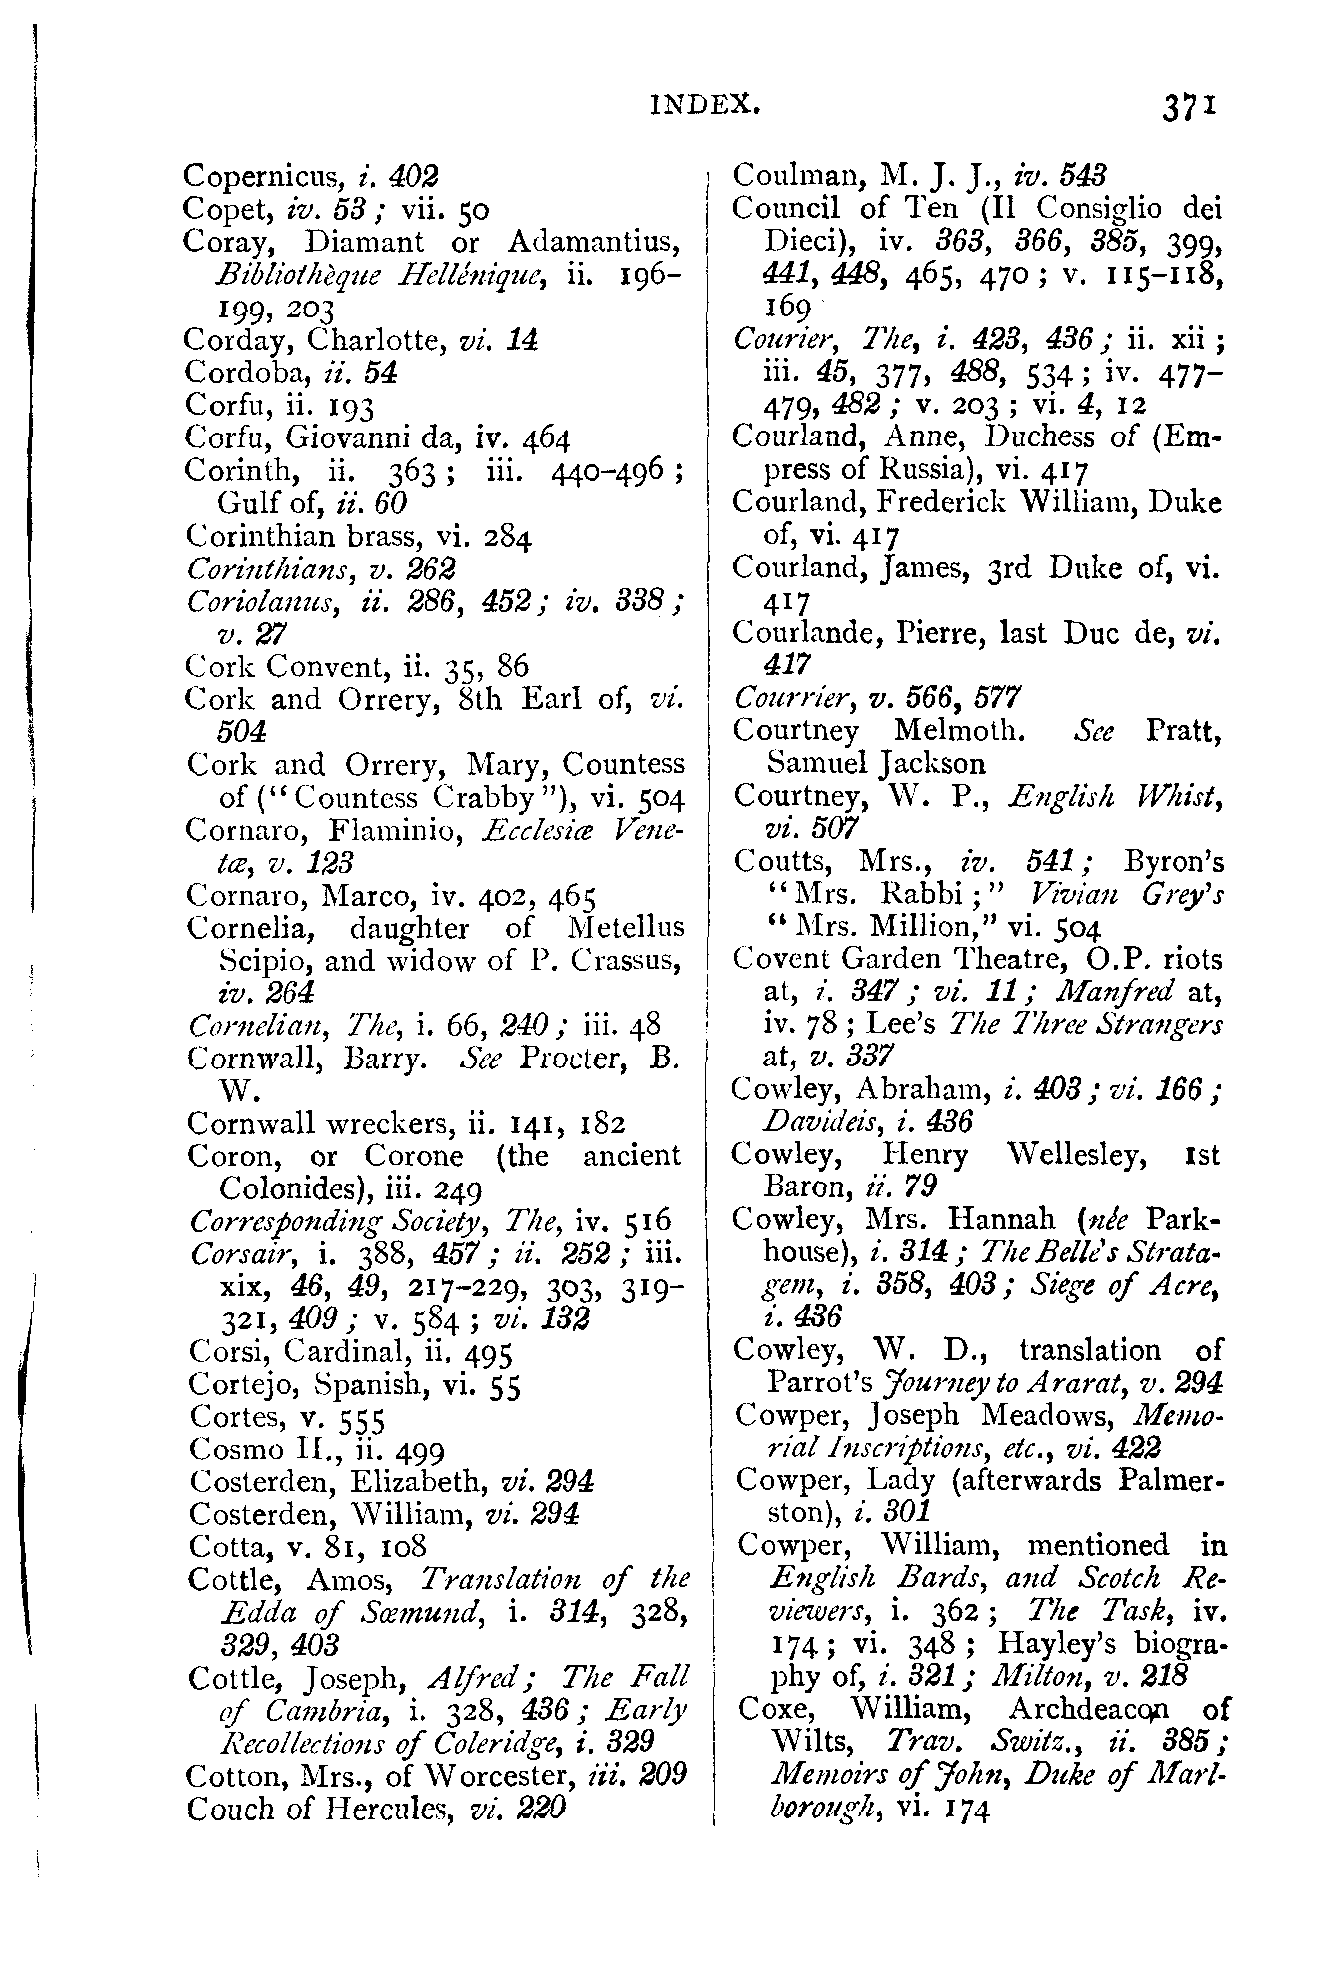 INDEX. 371
Copernicus, i. 402
Copet, iv. 53; vii. 50
Coray, Diamant or Adamantius,
Bibliothèque Hellénique, ii. 196–
199, 203
Corday, Charlotte, vi. 14
Cordoba, ii. 54
Corfu, ii. 193
Corfu, Giovanni da, iv. 464
Corinth, ii. 363; iii. 440–496;
Gulf of, ii. 60
Corinthian brass, vi. 284
Corinthians, v. 262
Coriolanus, ii. 286, 452; iv. 338;
v. 27
Cork Convent, ii. 35, 86
Cork and Orrery, 8th Earl of, vi.
504
Cork and Orrery, Mary, Countess
of ("Countess Crabby"), vi. 504
Cornaro, Flaminio, Ecclesiæ Vene-
tæ, v. 123
Cornaro, Marco, iv. 402, 465
Cornelia, daughter of Metellus
Scipio, and widow of P. Crassus,
iv. 264
Cornelian, The, i. 66, 240; iii. 48
Cornwall, Barry. See Procter, B.
W.
Cornwall wreckers, ii. 141, 182
Coron, or Corone (the ancient
Colonides), iii. 249
Corresponding Society, The, iv. 516
Corsair, i. 388, 457; ii. 252; iii.
xix, 46, 49, 217–229, 303, 319–
321, 409; v. 584; vi. 132
Corsi, Cardinal, ii. 495
Cortejo, Spanish, vi. 55
Cortes, v. 555
Cosmo II., ii. 499
Costerden, Elizabeth, vi. 294
Costerden, William, vi. 294
Cotta, v. 81, 108
Cottle, Amos, Translation of the
Edda of Sœmund, i. 314, 328,
329, 403
Cottle, Joseph, Alfred; The Fall
of Cambria, i. 328, 436; Early
Recollections of Coleridge, i. 329
Cotton, Mrs., of Worcester, iii. 209
Couch of Hercules, vi. 220
Coulman, M. J. J., iv. 543
Council of Ten (Il Consiglio dei
Dieci), iv. 363, 366, 385, 399,
441, 448, 465, 470; v. 115–118,
169
Courier, The, i. 423, 436; ii. xii;
iii. 45, 377, 488, 534; iv. 477–
479, 482; v. 203; vi. 4, 12
Courland, Anne, Duchess of (Em-
press of Russia), vi. 417
Courland, Frederick William, Duke
of, vi. 417
Courland, James, 3rd Duke of, vi.
417
Courlande, Pierre, last Duc de, vi.
417
Courrier, v. 566, 577
Courtney Melmoth. See Pratt,
Samuel Jackson
Courtney, W. P., English Whist,
vi. 507
Coutts, Mrs., iv. 541; Byron's
"Mrs. Rabbi;" Vivian Grey's
"Mrs. Million," vi. 504
Covent Garden Theatre, O.P. riots
at, i. 347; vi. 11; Manfred at,
iv. 78; Lee's The Three Strangers
at, v. 337
Cowley, Abraham, i. 403; vi. 166;
Davideis, i. 436
Cowley, Henry Wellesley, 1st
Baron, ii. 79
Cowley, Mrs. Hannah (née Park-
house), i. 314; The Belle's Strata-
gem, i. 358, 403; Siege of Acre,
i. 436
Cowley, W. D., translation of
Parrot's Journey to Ararat, v. 294
Cowper, Joseph Meadows, Memo-
rial Inscriptions, etc., vi. 422
Cowper, Lady (afterwards Palmer-
ston), i. 301
Cowper, William, mentioned in
English Bards, and Scotch Re-
viewers, i. 362; The Task, iv.
174; vi. 348; Hayley's biogra-
phy of, i. 321; Milton, v. 218
Coxe, William, Archdeacon of
Wilts, Trav. Switz., ii. 385;
Memoirs of John, Duke of Marl-
borough, vi. 174